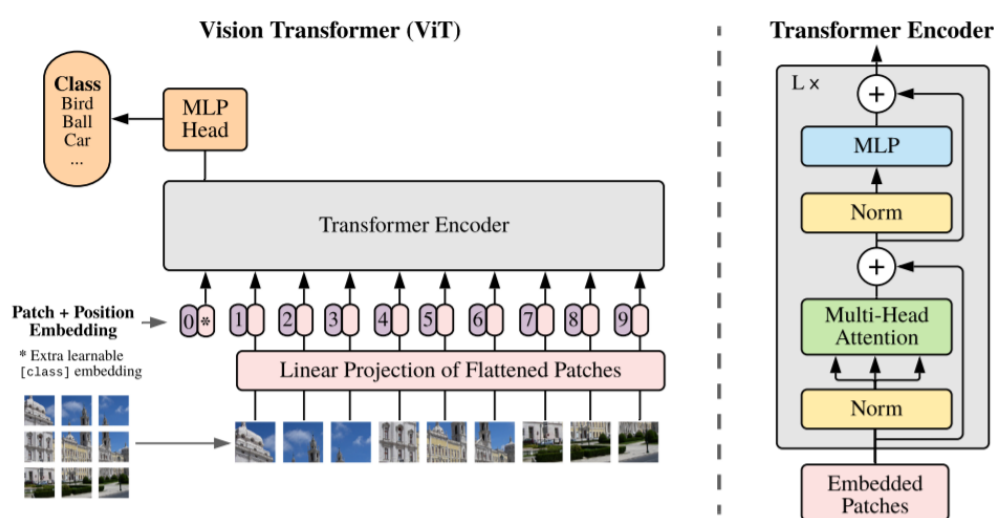 Vision Transformer (ViT)
Class
Bird
Ball
Car
...
MLP
Head
Transformer Encoder
Patch + Position
Embedding
* Extra learnable
[class] embedding
0 * 1 2 3 4 5 6 7 8 9
Linear Projection of Flattened Patches
Transformer Encoder
L x
+
MLP
Norm
+
Multi-Head
Attention
Norm
Embedded
Patches